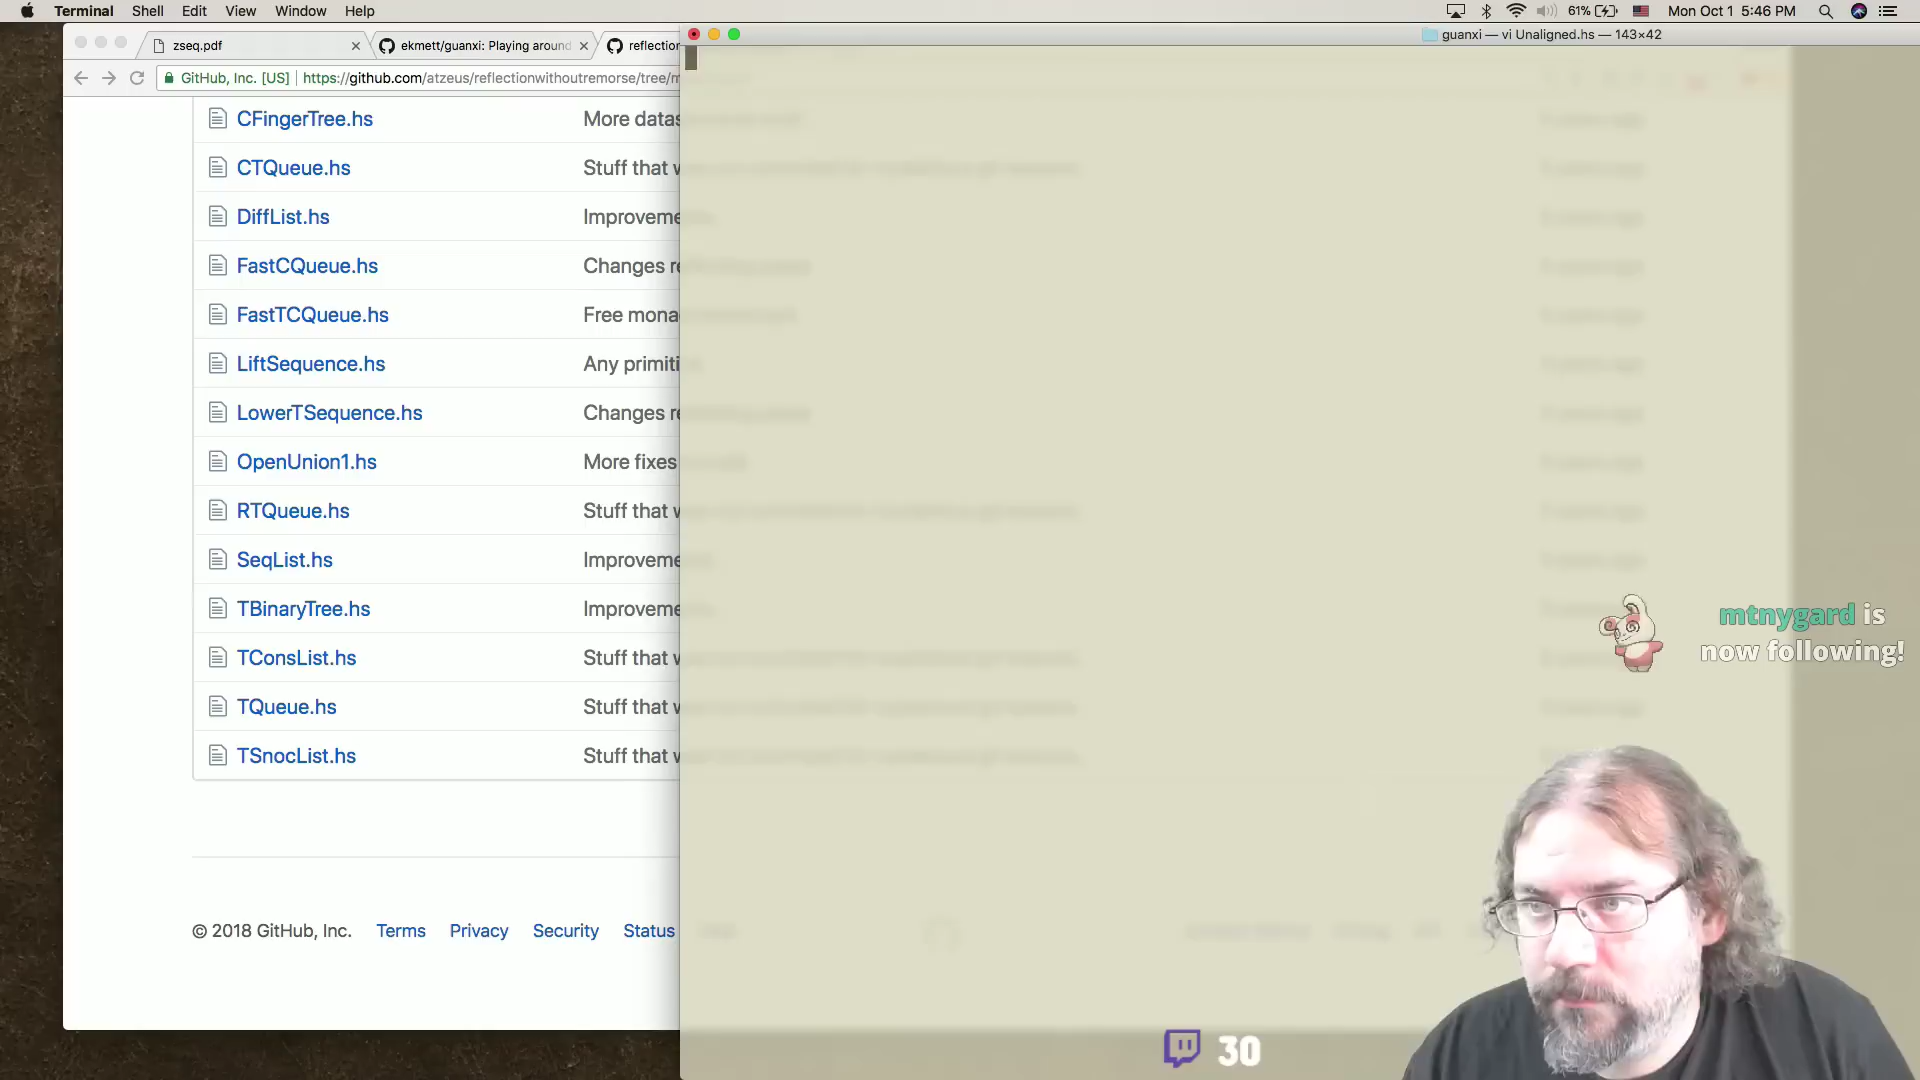 Terminal Shell Edit View Window Help 61% Mon Oct 1 5:46 PM
zseq.pdf ekmett/guanxi: Playing around reflection
guanxi — vi Unaligned.hs — 143×42
GitHub, Inc. [US] https://github.com/atzeus/reflectionwithoutremorse/tree/m
CFingerTree.hs More datas
CTQueue.hs Stuff that w
DiffList.hs Improveme
FastCQueue.hs Changes re
FastTCQueue.hs Free mona
LiftSequence.hs Any primiti
LowerTSequence.hs Changes re
OpenUnion1.hs More fixes
RTQueue.hs Stuff that w
SeqList.hs Improveme
TBinaryTree.hs Improveme
TConsList.hs Stuff that w
TQueue.hs Stuff that w
TSnocList.hs Stuff that w
mtnygard is
now following!
© 2018 GitHub, Inc. Terms Privacy Security Status
30